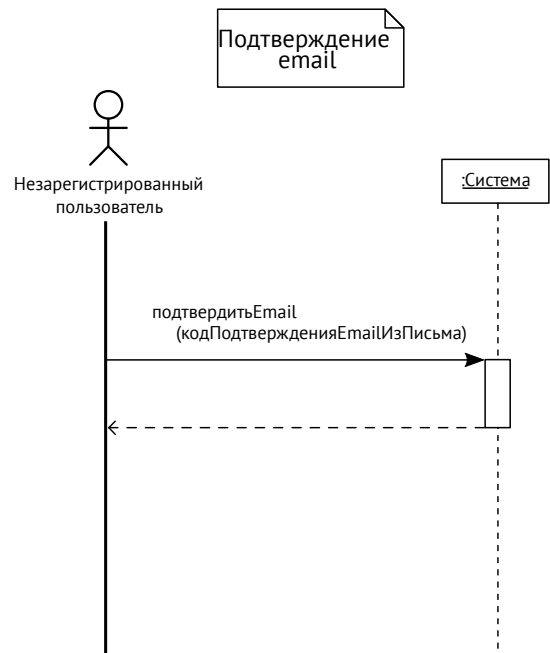 Подтверждение
email
Незарегистрированный
пользователь
:Система
подтвердитьEmail
(кодПодтвержденияEmailИзПисьма)